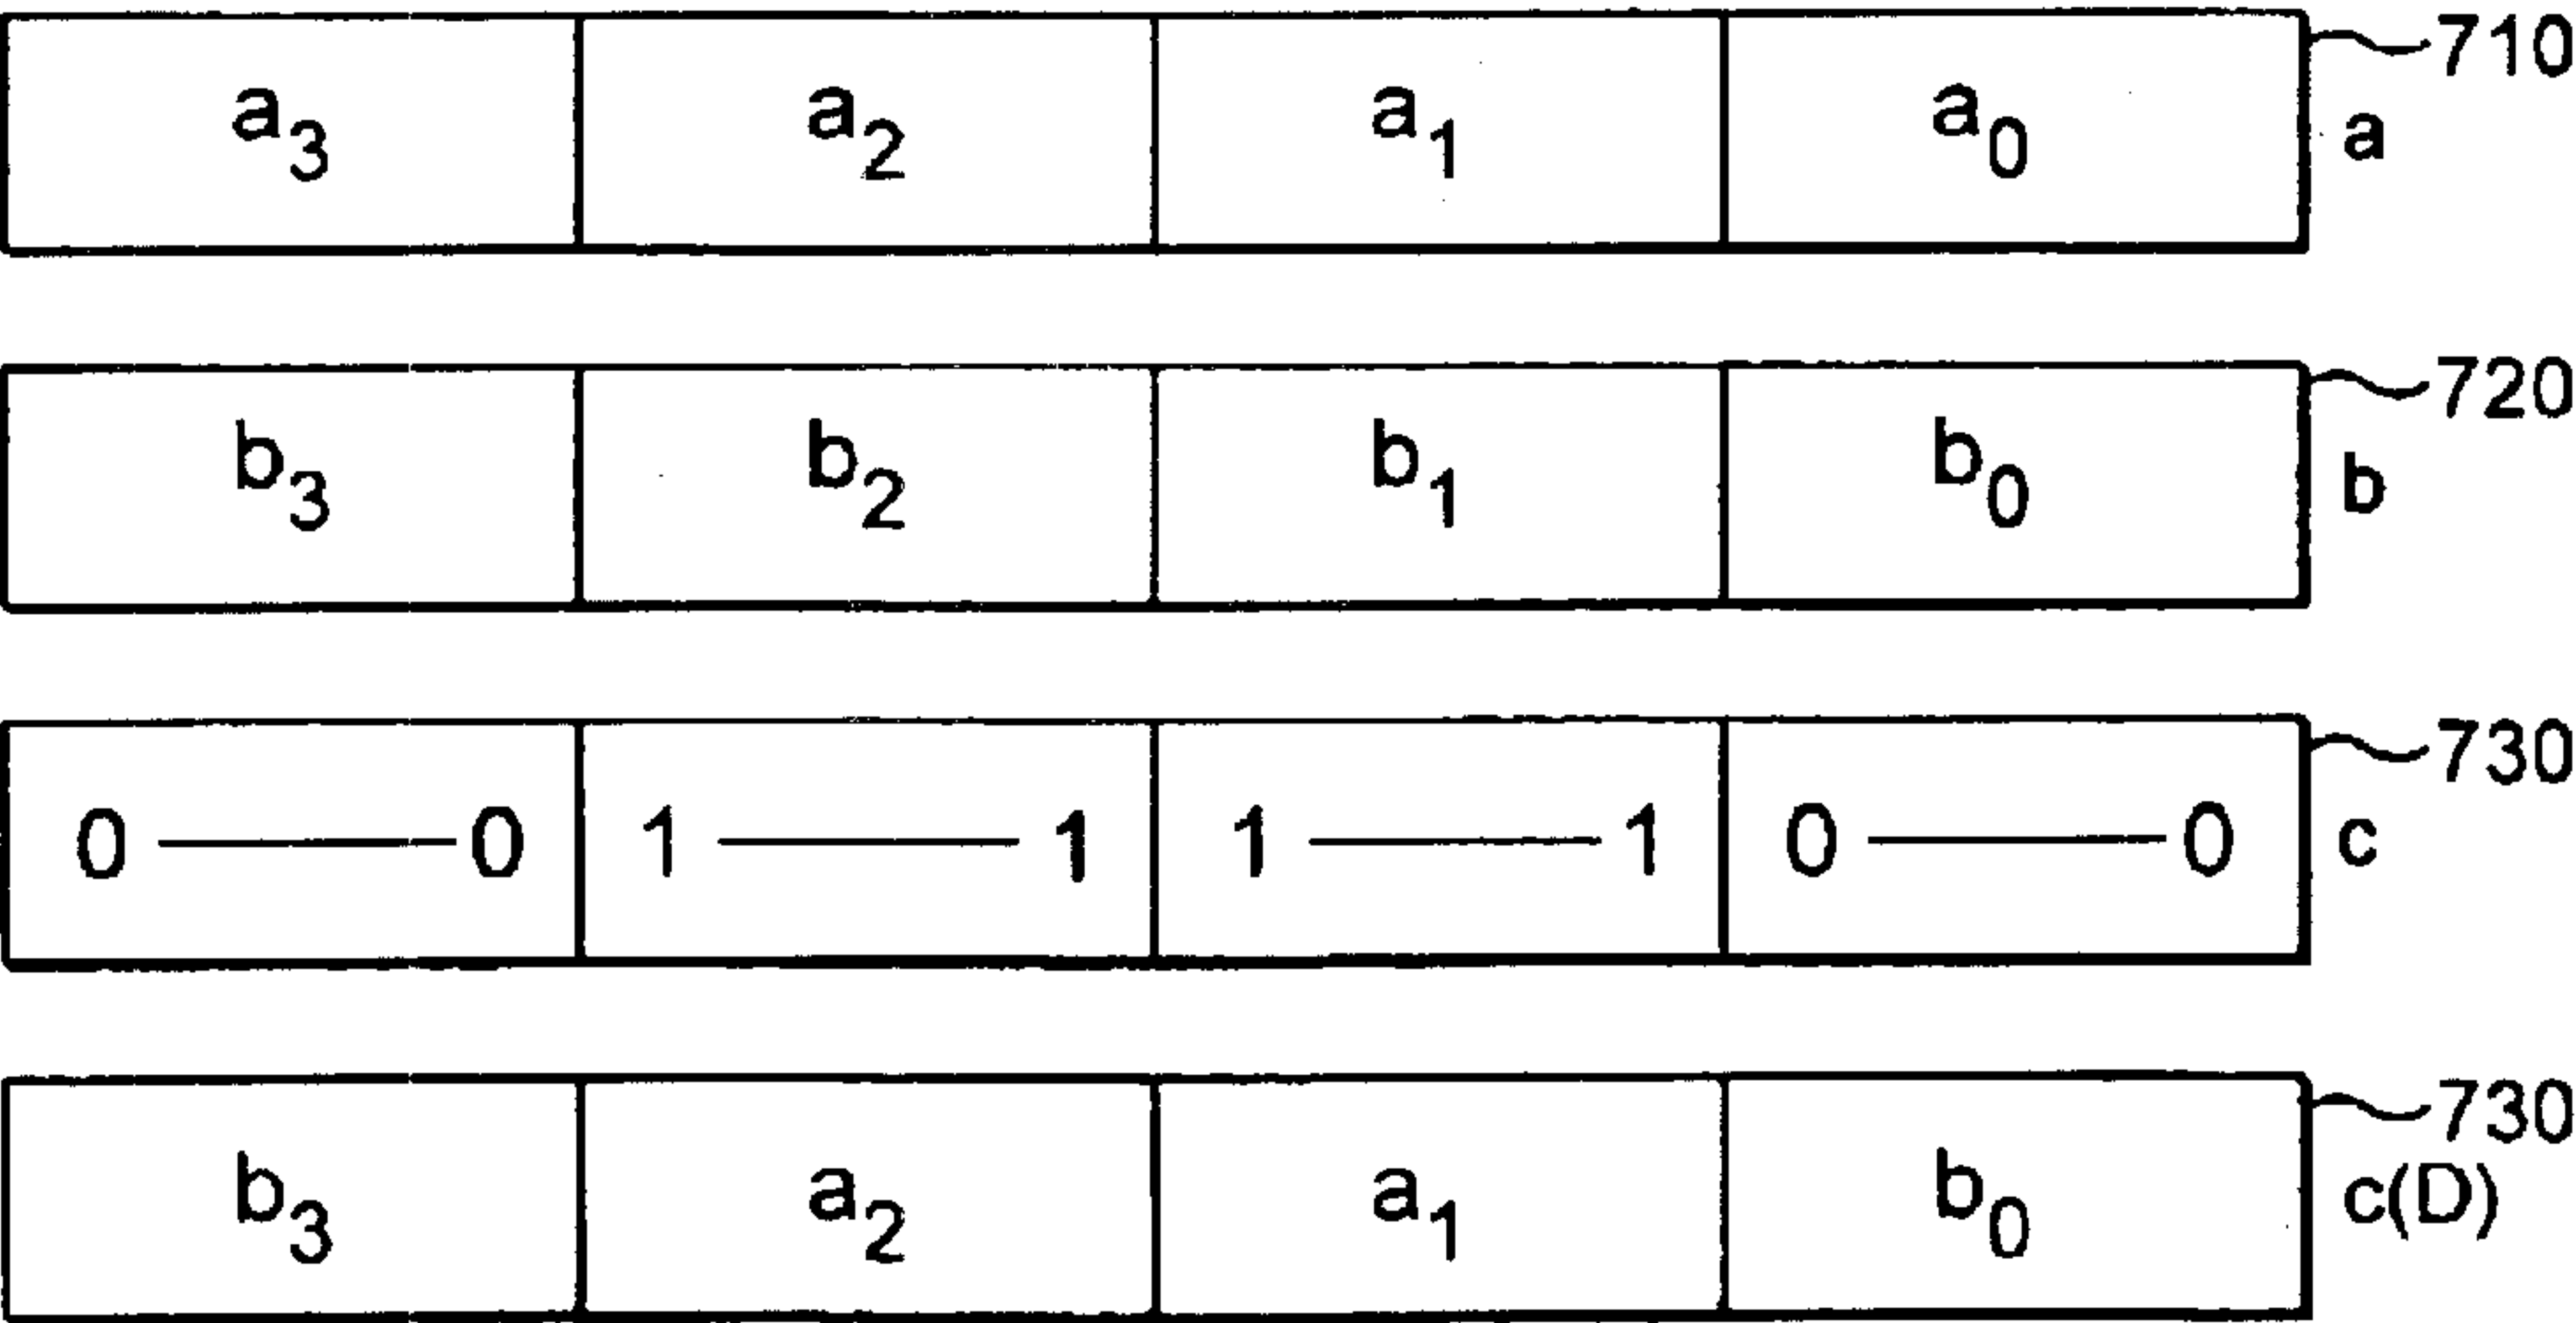 a3 a2 a1 a0 a 710
b3 b2 b1 b0 b 720
0 — 0 1 — 1 1 — 1 0 — 0 c 730
b3 a2 a1 b0 c(D) 730